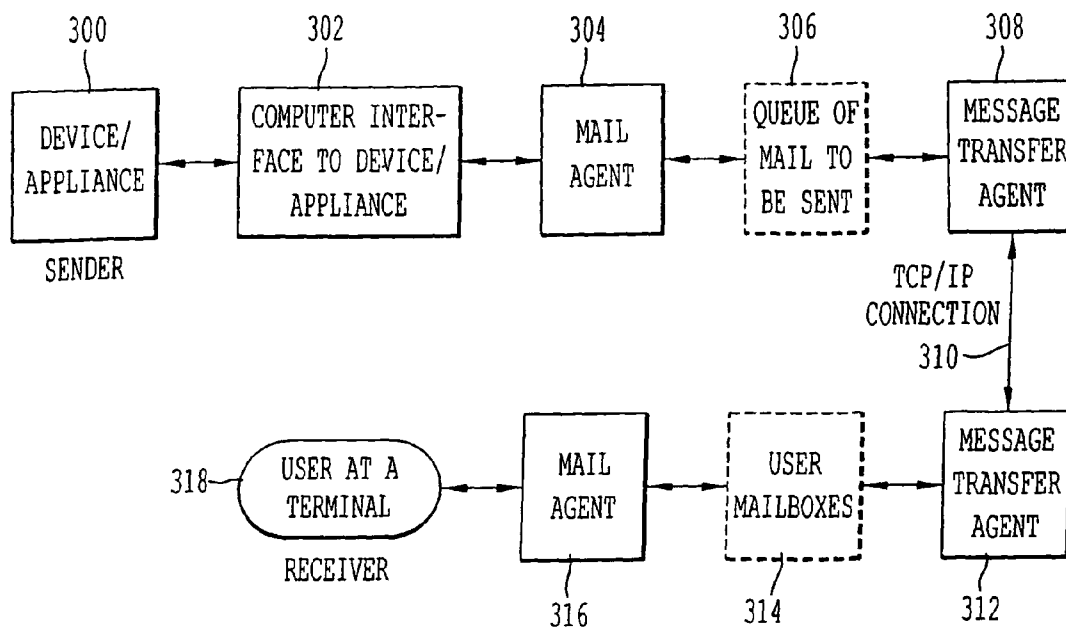 300
302
304
306
308
DEVICE/
APPLIANCE
COMPUTER INTER-
FACE TO DEVICE/
APPLIANCE
MAIL
AGENT
QUEUE OF
MAIL TO
BE SENT
MESSAGE
TRANSFER
AGENT
SENDER
TCP/IP
CONNECTION
310
318
USER AT A
TERMINAL
MAIL
AGENT
USER
MAILBOXES
MESSAGE
TRANSFER
AGENT
RECEIVER
316
314
312